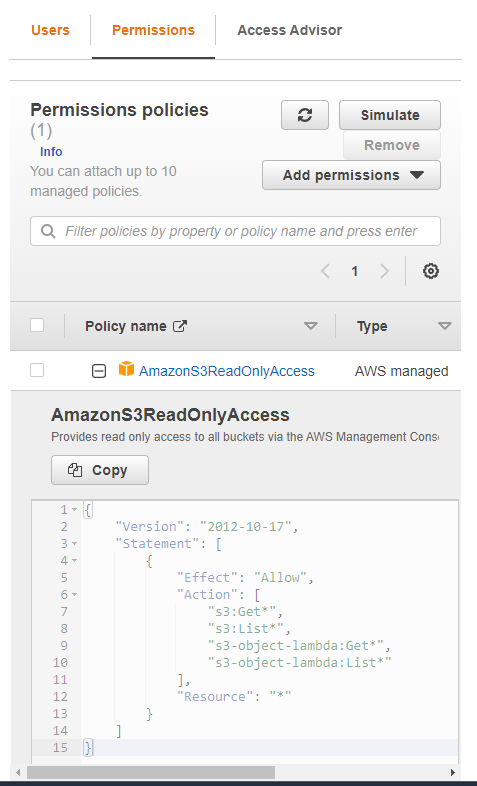 Users Permissions Access Advisor
Permissions policies
(1)
Info
You can attach up to 10
managed policies.
Simulate
Remove
Add permissions
Filter policies by property or policy name and press enter
1
Policy name Type
AmazonS3ReadOnlyAccess AWS managed
AmazonS3ReadOnlyAccess
Provides read only access to all buckets via the AWS Management Cons
Copy
1 {
2 "Version": "2012-10-17",
3 "Statement": [
4 {
5 "Effect": "Allow",
6 "Action": [
7 "s3:Get*",
8 "s3:List*",
9 "s3-object-lambda:Get*",
10 "s3-object-lambda:List*"
11 ],
12 "Resource": "*"
13 }
14 ]
15 }